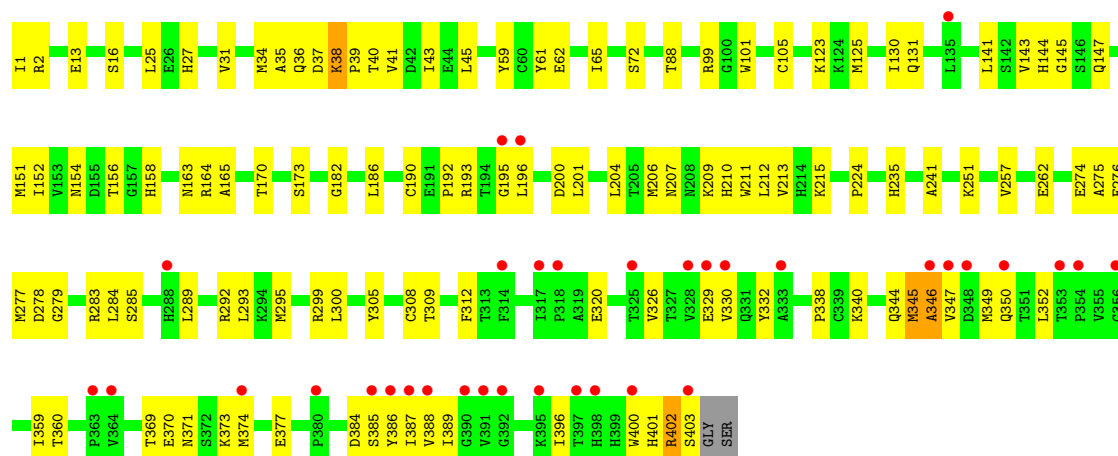 I1 R2 E13 S16 L25 E26 H27 V31 M34 A35 Q36 D37 K38 P39 T40 V41 D42 I43 E44 L45 Y59 C60 Y61 E62 I65 S72 T88 R99 G100 W101 C105 K123 K124 M125 I130 Q131 L135 L141 S142 V143 H144 G145 S146 Q147
M151 I152 V153 N154 D155 T156 G157 H158 N163 R164 A165 T170 S173 G182 L186 C190 E191 P192 R193 T194 G195 L196 D200 L201 L204 T205 M206 N207 N208 K209 H210 W211 L212 V213 H214 K215 P224 H235 A241 K251 V257 E262 E274 A275
M277 D278 G279 R283 L284 S285 H288 L289 R292 L293 K294 M295 R299 L300 Y305 C308 T309 F312 T313 F314 I317 P318 A319 E320 T325 V326 T327 V328 E329 V330 Q331 Y332 A333 P338 C339 K340 Q344 M345 A346 V347 D348 M349 Q350 T351 L352 T353 P354 V355
I359 T360 P363 V364 T369 E370 N371 S372 K373 M374 E377 P380 D384 S385 Y386 I387 V388 I389 G390 V391 G392 K395 I396 T397 H398 H399 W400 H401 R402 S403 GLY SER